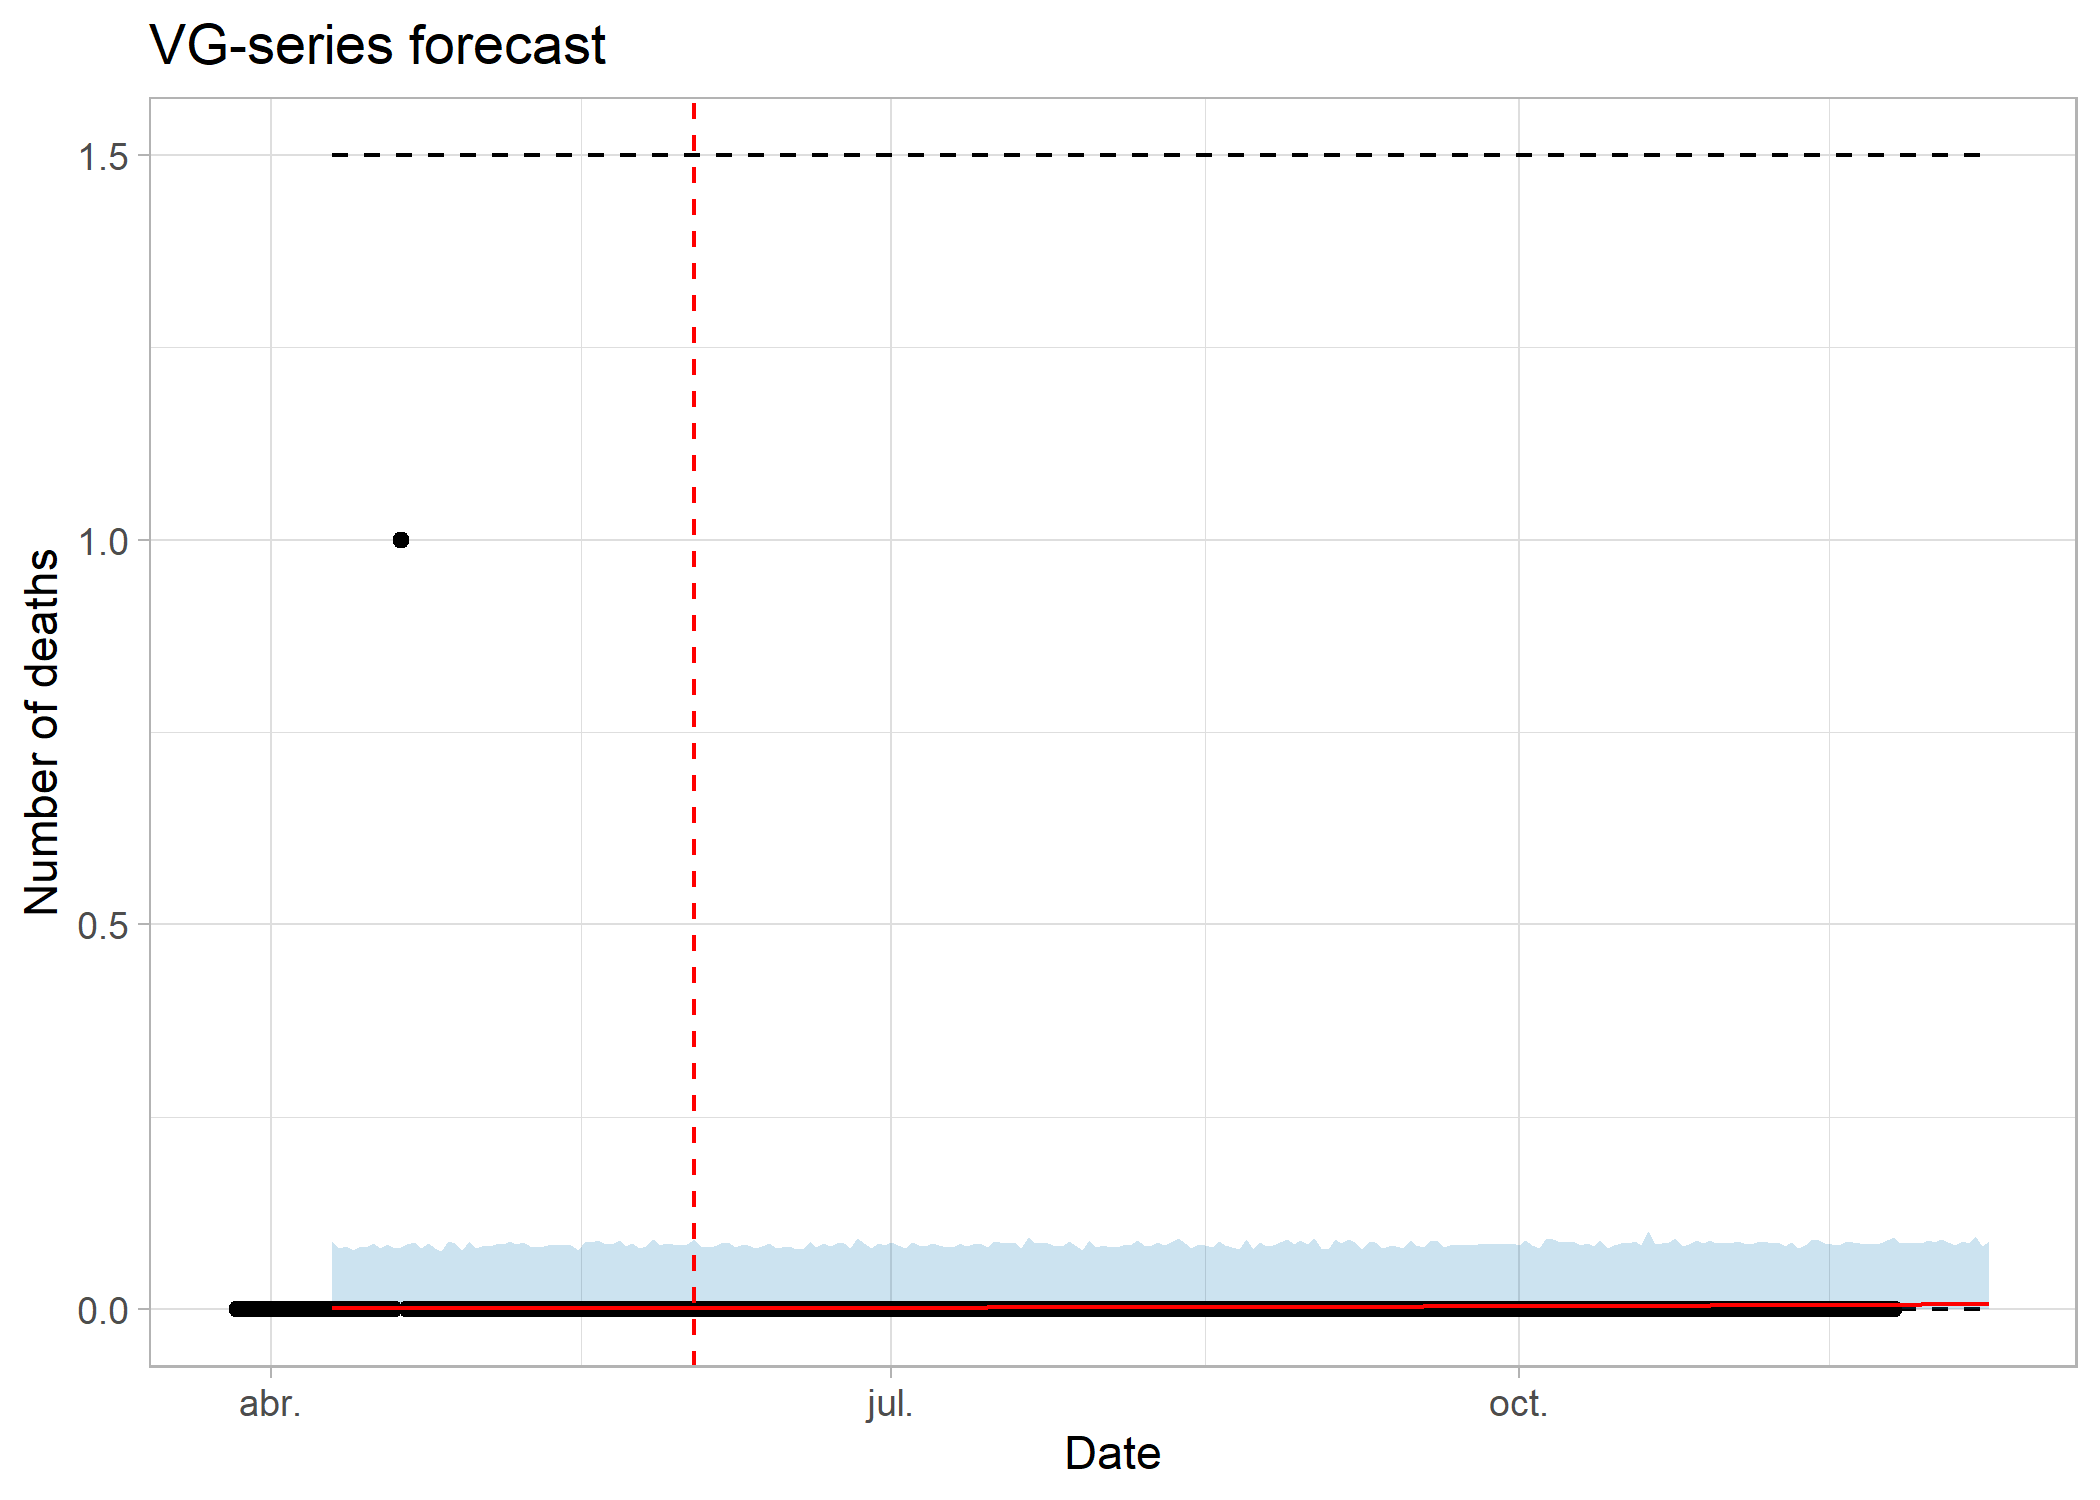 VG-series forecast
1.5
1.0
0.5
0.0
Number of deaths
abr.
jul.
oct.
Date